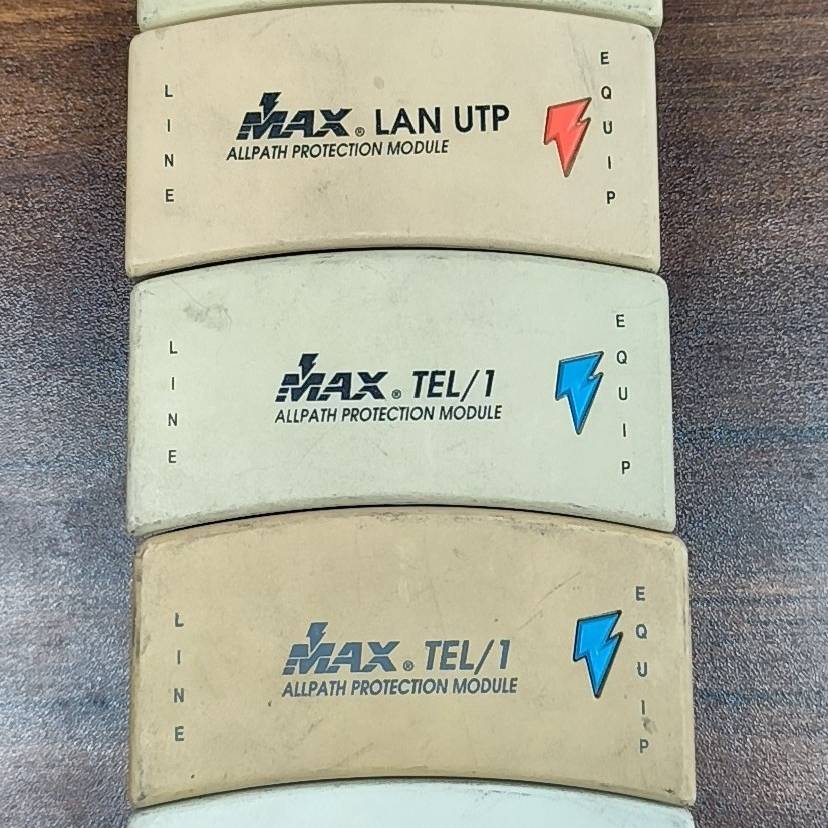 LINE
MAX® LAN UTP
ALLPATH PROTECTION MODULE
EQUIP
LINE
MAX® TEL/1
ALLPATH PROTECTION MODULE
EQUIP
LINE
MAX® TEL/1
ALLPATH PROTECTION MODULE
EQUIP